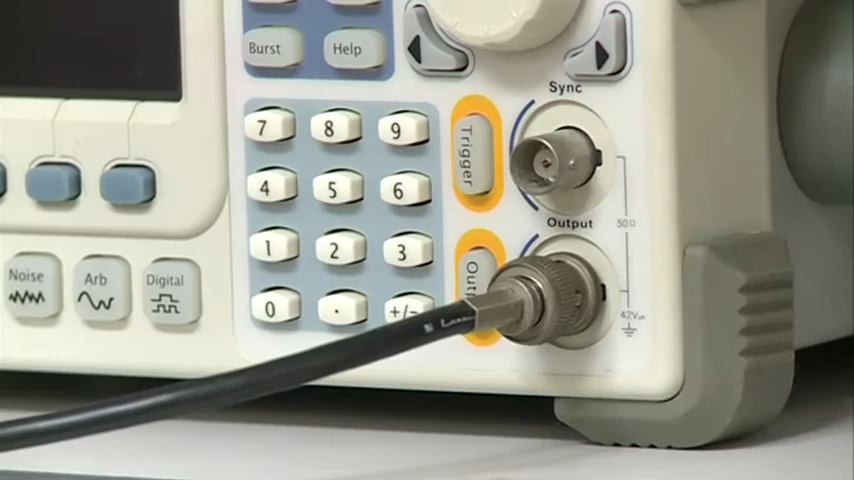 Burst Help
Sync
7 8 9
Trigger
4 5 6
Output
50Ω
1 2 3
Noise Arb Digital
0 . +/-
42Vpk